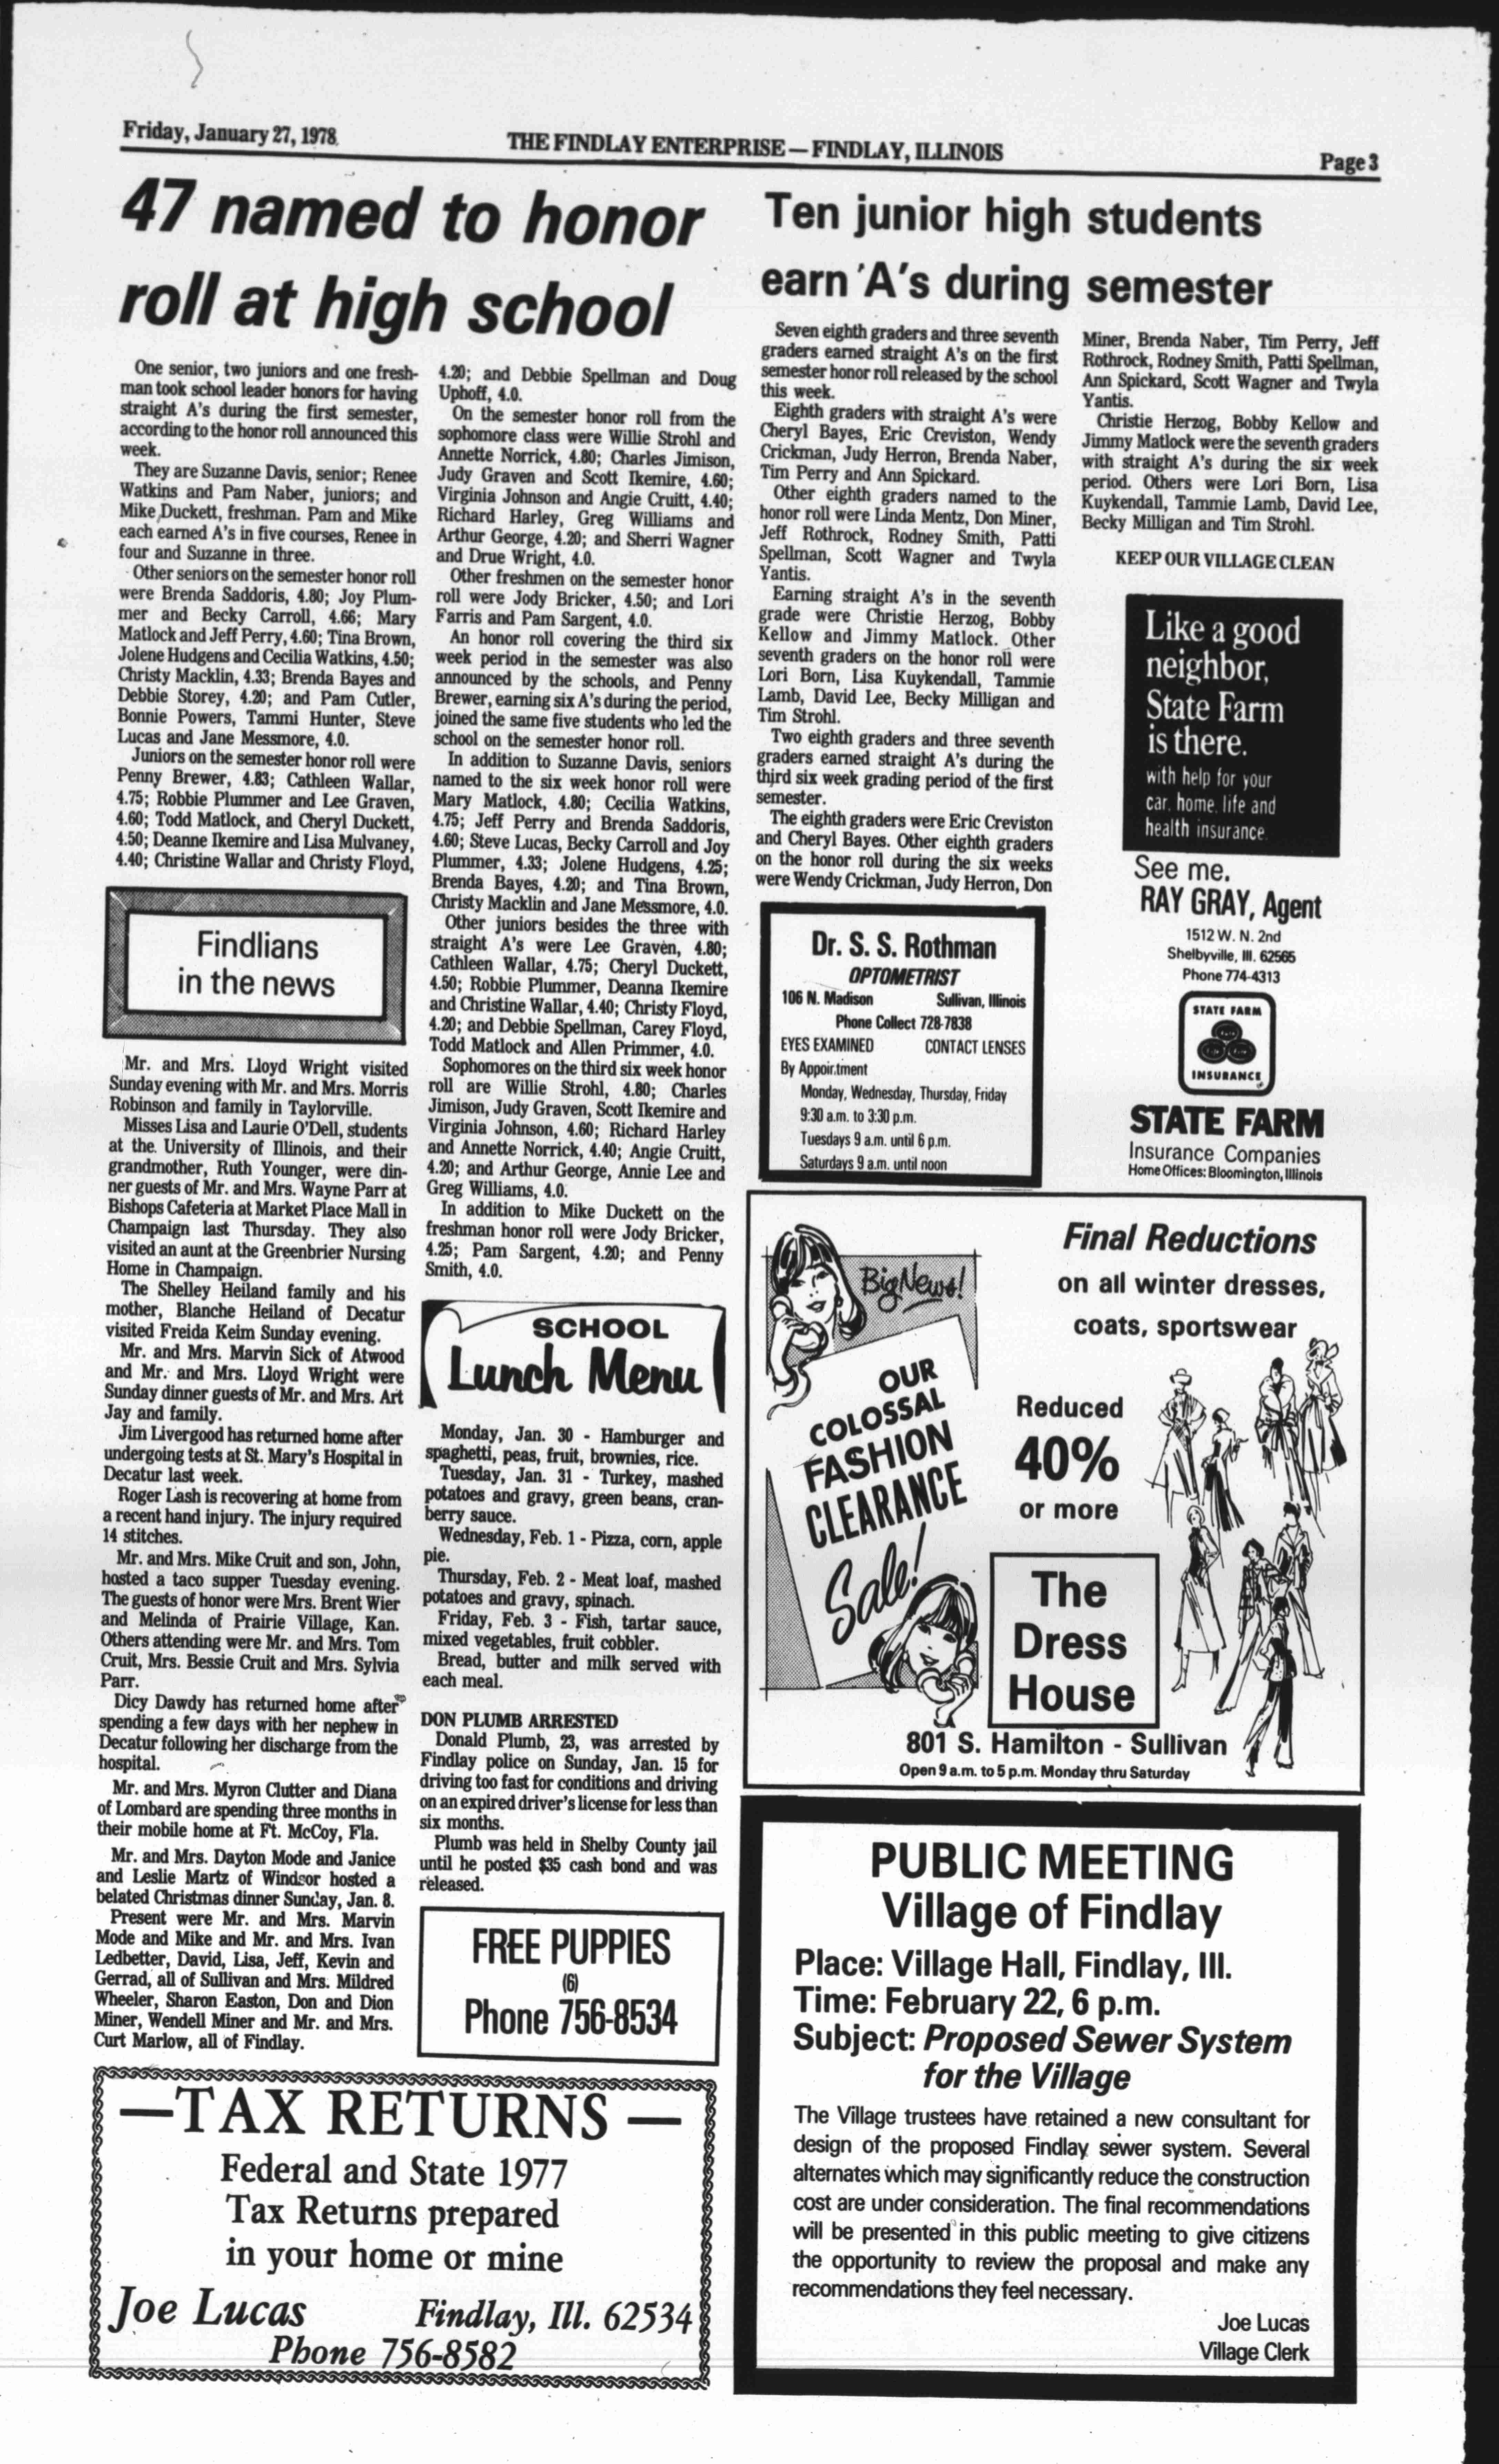 Friday, January 27, 1978
THE FINDLAY ENTERPRISE — FINDLAY, ILLINOIS
Page 3
47 named to honor
roll at high school
One senior, two juniors and one fresh-
man took school leader honors for having
straight A's during the first semester,
according to the honor roll announced this
week.
They are Suzanne Davis, senior; Renee
Watkins and Pam Naber, juniors; and
Mike Duckett, freshman. Pam and Mike
each earned A's in five courses, Renee in
four and Suzanne in three.
Other seniors on the semester honor roll
were Brenda Saddoris, 4.80; Joy Plum-
mer and Becky Carroll, 4.66; Mary
Matlock and Jeff Perry, 4.60; Tina Brown,
Jolene Hudgens and Cecilia Watkins, 4.50;
Christy Macklin, 4.33; Brenda Bayes and
Debbie Storey, 4.20; and Pam Cutler,
Bonnie Powers, Tammi Hunter, Steve
Lucas and Jane Messmore, 4.0.
Juniors on the semester honor roll were
Penny Brewer, 4.83; Cathleen Wallar,
4.75; Robbie Plummer and Lee Graven,
4.60; Todd Matlock, and Cheryl Duckett,
4.50; Deanne Ikemire and Lisa Mulvaney,
4.40; Christine Wallar and Christy Floyd,
4.20; and Debbie Spellman and Doug
Uphoff, 4.0.
On the semester honor roll from the
sophomore class were Willie Strohl and
Annette Norrick, 4.80; Charles Jimison,
Judy Graven and Scott Ikemire, 4.60;
Virginia Johnson and Angie Cruitt, 4.40;
Richard Harley, Greg Williams and
Arthur George, 4.20; and Sherri Wagner
and Drue Wright, 4.0.
Other freshmen on the semester honor
roll were Jody Bricker, 4.50; and Lori
Farris and Pam Sargent, 4.0.
An honor roll covering the third six
week period in the semester was also
announced by the schools, and Penny
Brewer, earning six A's during the period,
joined the same five students who led the
school on the semester honor roll.
In addition to Suzanne Davis, seniors
named to the six week honor roll were
Mary Matlock, 4.80; Cecilia Watkins,
4.75; Jeff Perry and Brenda Saddoris,
4.60; Steve Lucas, Becky Carroll and Joy
Plummer, 4.33; Jolene Hudgens, 4.25;
Brenda Bayes, 4.20; and Tina Brown,
Christy Macklin and Jane Messmore, 4.0.
Other juniors besides the three with
straight A's were Lee Graven, 4.80;
Cathleen Wallar, 4.75; Cheryl Duckett,
4.50; Robbie Plummer, Deanna Ikemire
and Christine Wallar, 4.40; Christy Floyd,
4.20; and Debbie Spellman, Carey Floyd,
Todd Matlock and Allen Primmer, 4.0.
Sophomores on the third six week honor
roll are Willie Strohl, 4.80; Charles
Jimison, Judy Graven, Scott Ikemire and
Virginia Johnson, 4.60; Richard Harley
and Annette Norrick, 4.40; Angie Cruitt,
4.20; and Arthur George, Annie Lee and
Greg Williams, 4.0.
In addition to Mike Duckett on the
freshman honor roll were Jody Bricker,
4.25; Pam Sargent, 4.20; and Penny
Smith, 4.0.
Ten junior high students
earn 'A's during semester
Seven eighth graders and three seventh
graders earned straight A's on the first
semester honor roll released by the school
this week.
Eighth graders with straight A's were
Cheryl Bayes, Eric Creviston, Wendy
Crickman, Judy Herron, Brenda Naber,
Tim Perry and Ann Spickard.
Other eighth graders named to the
honor roll were Linda Mentz, Don Miner,
Jeff Rothrock, Rodney Smith, Patti
Spellman, Scott Wagner and Twyla
Yantis.
Earning straight A's in the seventh
grade were Christie Herzog, Bobby
Kellow and Jimmy Matlock. Other
seventh graders on the honor roll were
Lori Born, Lisa Kuykendall, Tammie
Lamb, David Lee, Becky Milligan and
Tim Strohl.
Two eighth graders and three seventh
graders earned straight A's during the
third six week grading period of the first
semester.
The eighth graders were Eric Creviston
and Cheryl Bayes. Other eighth graders
on the honor roll during the six weeks
were Wendy Crickman, Judy Herron, Don
Miner, Brenda Naber, Tim Perry, Jeff
Rothrock, Rodney Smith, Patti Spellman,
Ann Spickard, Scott Wagner and Twyla
Yantis.
Christie Herzog, Bobby Kellow and
Jimmy Matlock were the seventh graders
with straight A's during the six week
period. Others were Lori Born, Lisa
Kuykendall, Tammie Lamb, David Lee,
Becky Milligan and Tim Strohl.
KEEP OUR VILLAGE CLEAN
Like a good
neighbor,
State Farm
is there.
with help for your
car, home, life and
health insurance.
See me.
RAY GRAY, Agent
1512 W. N. 2nd
Shelbyville, Ill. 62565
Phone 774-4313
STATE FARM
INSURANCE
STATE FARM
Insurance Companies
Home Offices: Bloomington, Illinois
Findlians
in the news
Mr. and Mrs. Lloyd Wright visited
Sunday evening with Mr. and Mrs. Morris
Robinson and family in Taylorville.
Misses Lisa and Laurie O'Dell, students
at the University of Illinois, and their
grandmother, Ruth Younger, were din-
ner guests of Mr. and Mrs. Wayne Parr at
Bishops Cafeteria at Market Place Mall in
Champaign last Thursday. They also
visited an aunt at the Greenbrier Nursing
Home in Champaign.
The Shelley Heiland family and his
mother, Blanche Heiland of Decatur
visited Freida Keim Sunday evening.
Mr. and Mrs. Marvin Sick of Atwood
and Mr. and Mrs. Lloyd Wright were
Sunday dinner guests of Mr. and Mrs. Art
Jay and family.
Jim Livergood has returned home after
undergoing tests at St. Mary's Hospital in
Decatur last week.
Roger Lash is recovering at home from
a recent hand injury. The injury required
14 stitches.
Mr. and Mrs. Mike Cruit and son, John,
hosted a taco supper Tuesday evening.
The guests of honor were Mrs. Brent Wier
and Melinda of Prairie Village, Kan.
Others attending were Mr. and Mrs. Tom
Cruit, Mrs. Bessie Cruit and Mrs. Sylvia
Parr.
Dicy Dawdy has returned home after
spending a few days with her nephew in
Decatur following her discharge from the
hospital.
Mr. and Mrs. Myron Clutter and Diana
of Lombard are spending three months in
their mobile home at Ft. McCoy, Fla.
Mr. and Mrs. Dayton Mode and Janice
and Leslie Martz of Windsor hosted a
belated Christmas dinner Sunday, Jan. 8.
Present were Mr. and Mrs. Marvin
Mode and Mike and Mr. and Mrs. Ivan
Ledbetter, David, Lisa, Jeff, Kevin and
Gerrad, all of Sullivan and Mrs. Mildred
Wheeler, Sharon Easton, Don and Dion
Miner, Wendell Miner and Mr. and Mrs.
Curt Marlow, all of Findlay.
SCHOOL
Lunch Menu
Monday, Jan. 30 - Hamburger and
spaghetti, peas, fruit, brownies, rice.
Tuesday, Jan. 31 - Turkey, mashed
potatoes and gravy, green beans, cran-
berry sauce.
Wednesday, Feb. 1 - Pizza, corn, apple
pie.
Thursday, Feb. 2 - Meat loaf, mashed
potatoes and gravy, spinach.
Friday, Feb. 3 - Fish, tartar sauce,
mixed vegetables, fruit cobbler.
Bread, butter and milk served with
each meal.
DON PLUMB ARRESTED
Donald Plumb, 23, was arrested by
Findlay police on Sunday, Jan. 15 for
driving too fast for conditions and driving
on an expired driver's license for less than
six months.
Plumb was held in Shelby County jail
until he posted $35 cash bond and was
released.
FREE PUPPIES
(6)
Phone 756-8534
Dr. S. S. Rothman
OPTOMETRIST
106 N. Madison Sullivan, Illinois
Phone Collect 728-7838
EYES EXAMINED CONTACT LENSES
By Appointment
Monday, Wednesday, Thursday, Friday
9:30 a.m. to 3:30 p.m.
Tuesdays 9 a.m. until 6 p.m.
Saturdays 9 a.m. until noon
Big News!
OUR
COLOSSAL
FASHION
CLEARANCE
Sale!
Final Reductions
on all winter dresses,
coats, sportswear
Reduced
40%
or more
The
Dress
House
801 S. Hamilton - Sullivan
Open 9 a.m. to 5 p.m. Monday thru Saturday
—TAX RETURNS—
Federal and State 1977
Tax Returns prepared
in your home or mine
Joe Lucas Findlay, Ill. 62534
Phone 756-8582
PUBLIC MEETING
Village of Findlay
Place: Village Hall, Findlay, Ill.
Time: February 22, 6 p.m.
Subject: Proposed Sewer System
for the Village
The Village trustees have retained a new consultant for
design of the proposed Findlay sewer system. Several
alternates which may significantly reduce the construction
cost are under consideration. The final recommendations
will be presented in this public meeting to give citizens
the opportunity to review the proposal and make any
recommendations they feel necessary.
Joe Lucas
Village Clerk